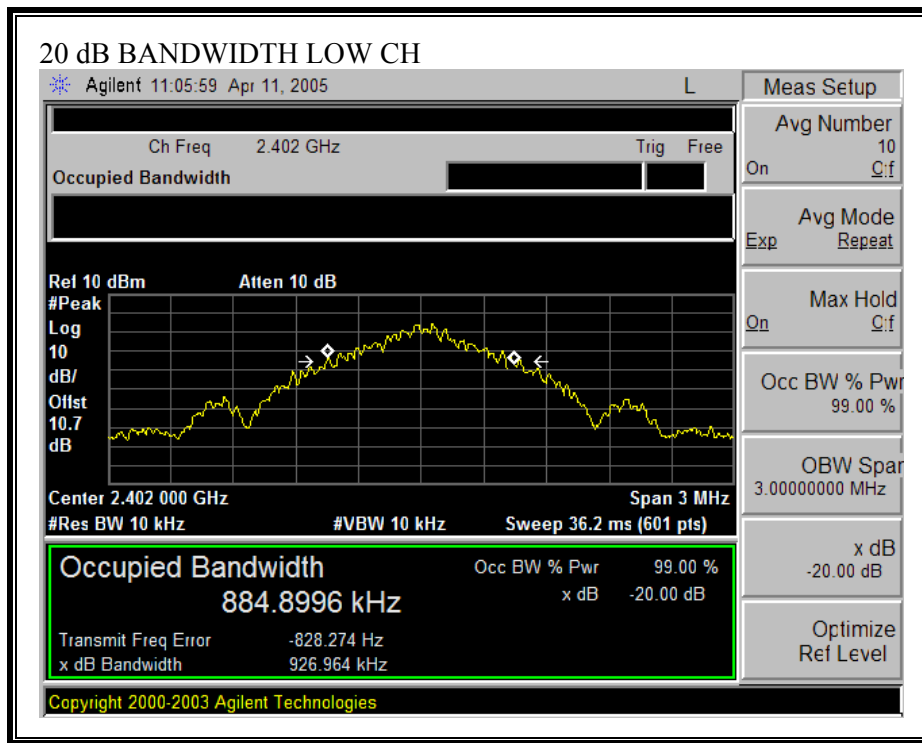 20 dB BANDWIDTH LOW CH
Agilent 11:05:59 Apr 11, 2005 L
Meas Setup
Ch Freq 2.402 GHz Trig Free
Occupied Bandwidth
Avg Number
10
On Off
Avg Mode
Exp Repeat
Ref 10 dBm Atten 10 dB
#Peak
Log
10
dB/
Offst
10.7
dB
Max Hold
On Off
Occ BW % Pwr
99.00 %
Center 2.402 000 GHz Span 3 MHz
#Res BW 10 kHz #VBW 10 kHz Sweep 36.2 ms (601 pts)
OBW Span
3.00000000 MHz
Occupied Bandwidth
884.8996 kHz
Occ BW % Pwr 99.00 %
x dB -20.00 dB
Transmit Freq Error -828.274 Hz
x dB Bandwidth 926.964 kHz
x dB
-20.00 dB
Optimize
Ref Level
Copyright 2000-2003 Agilent Technologies